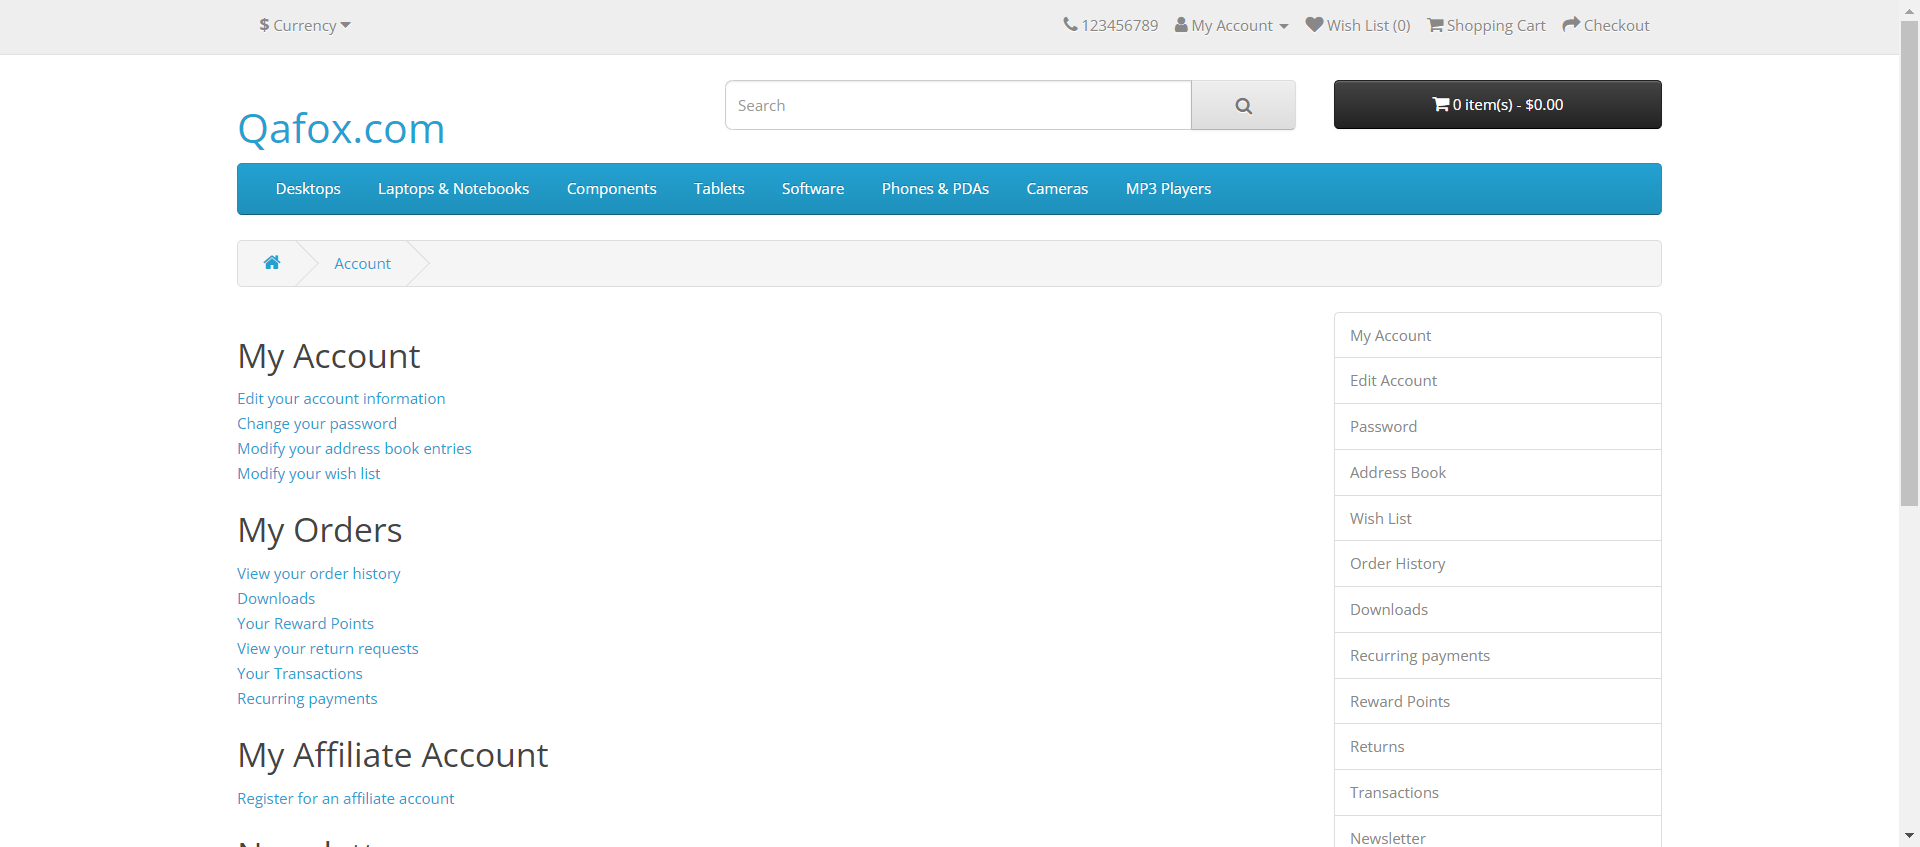 $ Currency
123456789 My Account Wish List (0) Shopping Cart Checkout
Qafox.com
Search
0 item(s) - $0.00
Desktops Laptops & Notebooks Components Tablets Software Phones & PDAs Cameras MP3 Players
Account
My Account
Edit your account information
Change your password
Modify your address book entries
Modify your wish list
My Orders
View your order history
Downloads
Your Reward Points
View your return requests
Your Transactions
Recurring payments
My Affiliate Account
Register for an affiliate account
My Account
Edit Account
Password
Address Book
Wish List
Order History
Downloads
Recurring payments
Reward Points
Returns
Transactions
Newsletter